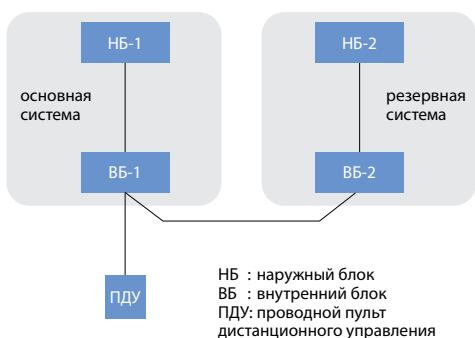 НБ-1
НБ-2
основная
система
резервная
система
ВБ-1
ВБ-2
ПДУ
НБ : наружный блок
ВБ : внутренний блок
ПДУ: проводной пульт
дистанционного управления